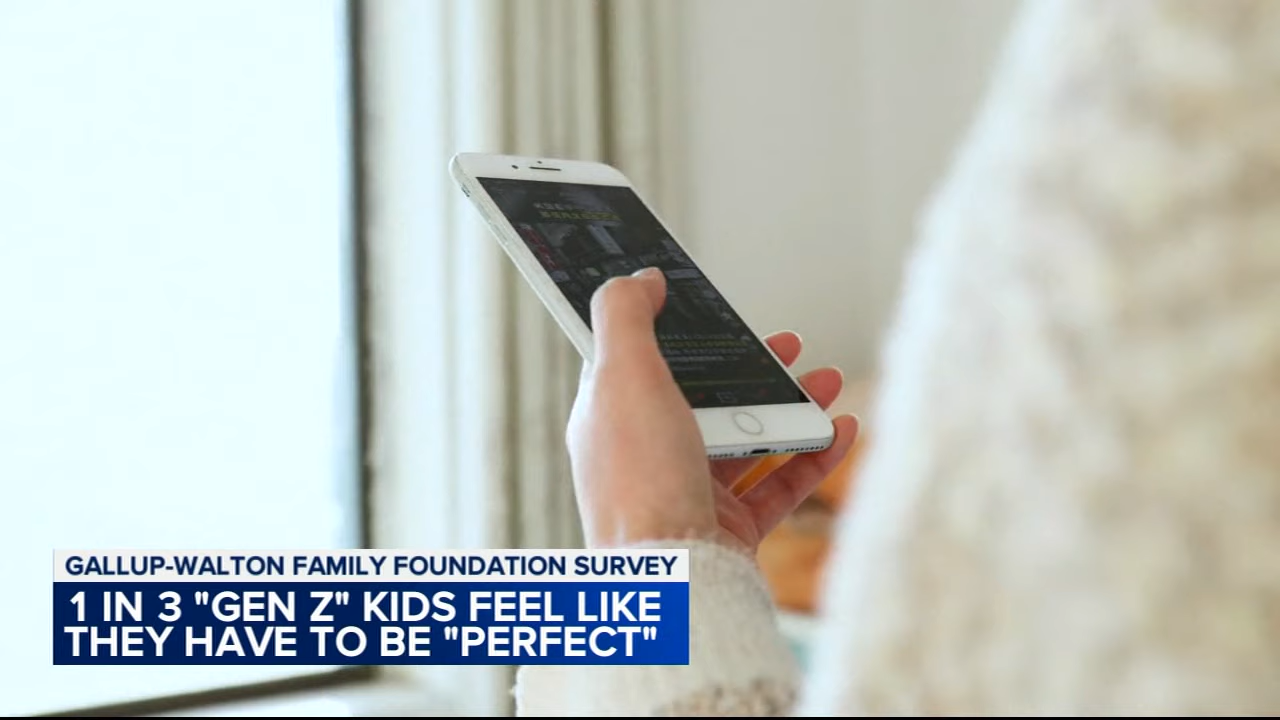 GALLUP-WALTON FAMILY FOUNDATION SURVEY
1 IN 3 "GEN Z" KIDS FEEL LIKE
THEY HAVE TO BE "PERFECT"